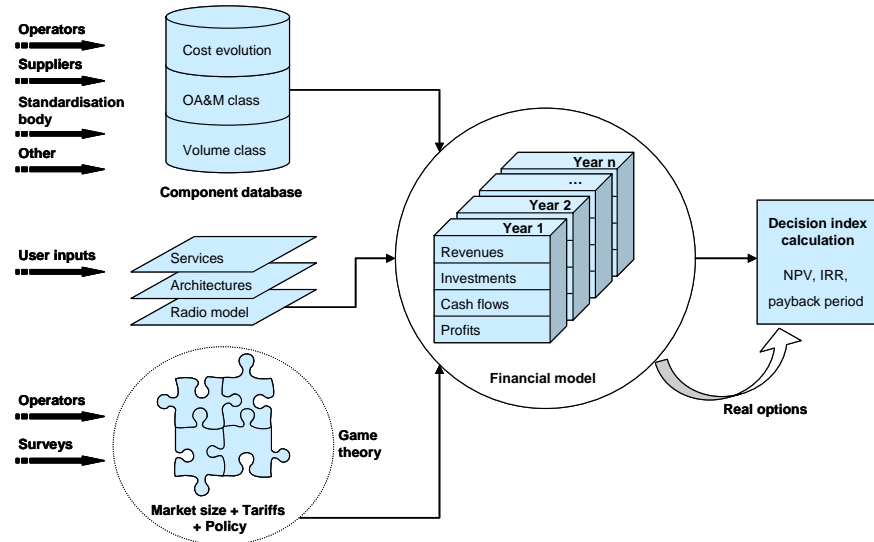 Operators
Suppliers
Standardisation
body
Other
Cost evolution
OA&M class
Volume class
Component database
User inputs
Services
Architectures
Radio model
Operators
Surveys
Game
theory
Market size + Tariffs
+ Policy
Year n
...
Year 2
Year 1
Revenues
Investments
Cash flows
Profits
Financial model
Decision index
calculation
NPV, IRR,
payback period
Real options